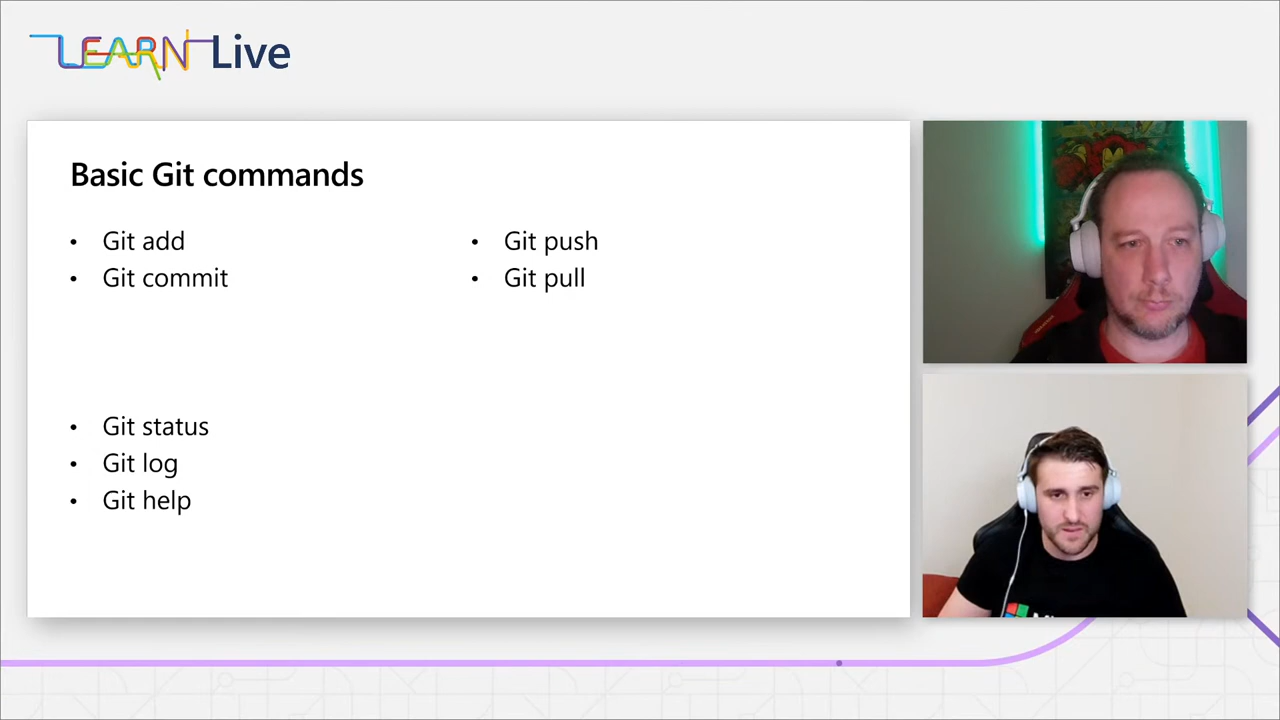 LEARN Live
Basic Git commands
• Git add
• Git commit
• Git push
• Git pull
• Git status
• Git log
• Git help